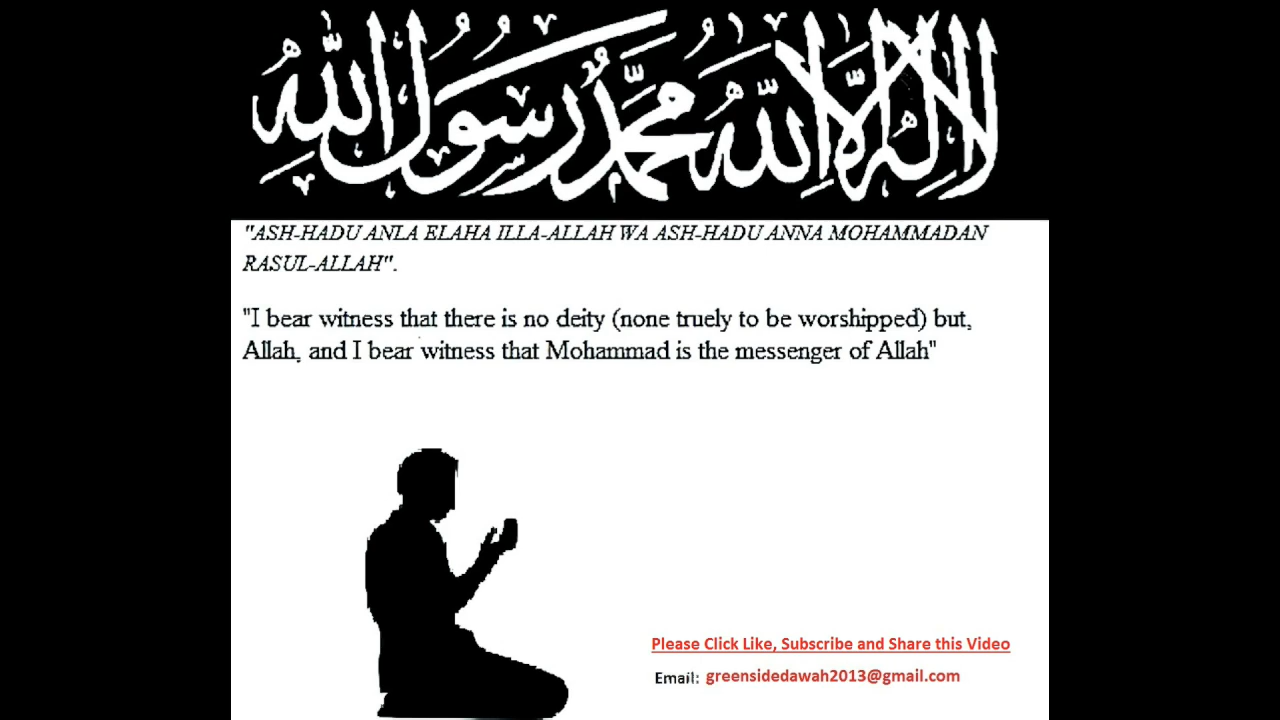 لا إله إلا الله محمد رسول الله
"ASH-HADU ANLA ELAHA ILLA-ALLAH WA ASH-HADU ANNA MOHAMMADAN
RASUL-ALLAH".
"I bear witness that there is no deity (none truely to be worshipped) but,
Allah, and I bear witness that Mohammad is the messenger of Allah"
Please Click Like, Subscribe and Share this Video
Email: greensidedawah2013@gmail.com